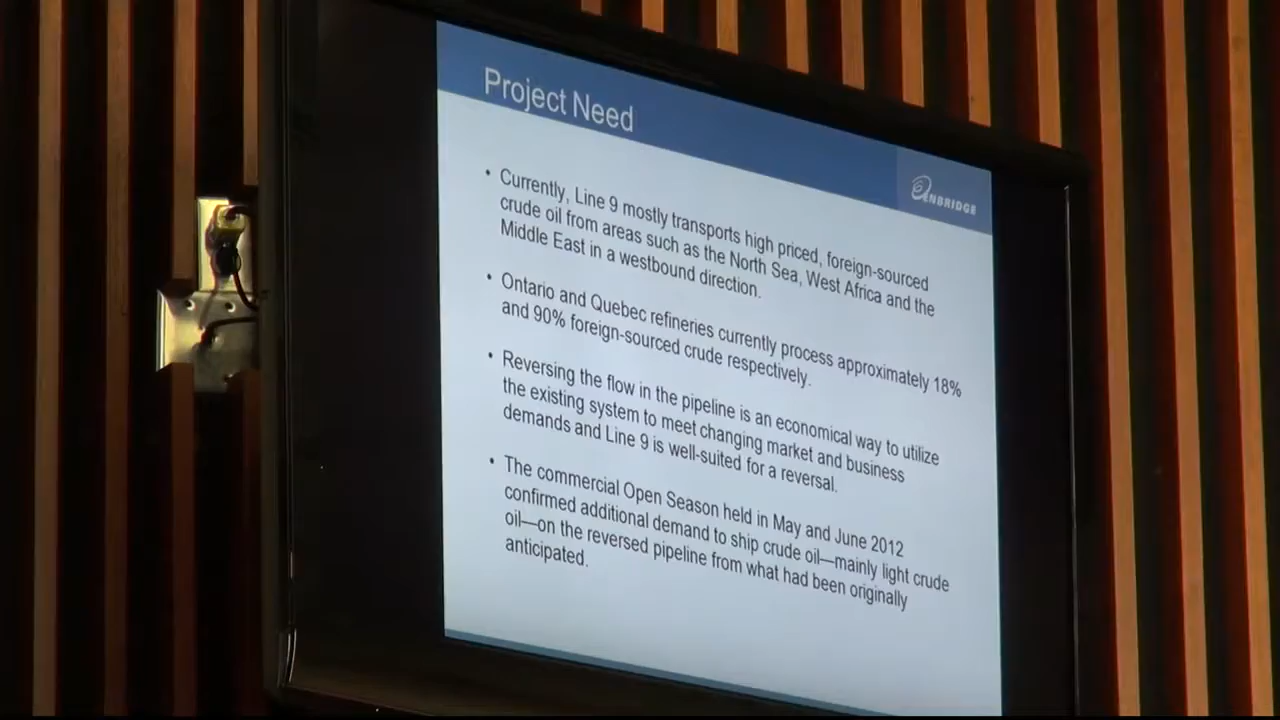 Project Need
ENBRIDGE
• Currently, Line 9 mostly transports high priced, foreign-sourced
crude oil from areas such as the North Sea, West Africa and the
Middle East in a westbound direction.
• Ontario and Quebec refineries currently process approximately 18%
and 90% foreign-sourced crude respectively.
• Reversing the flow in the pipeline is an economical way to utilize
the existing system to meet changing market and business
demands and Line 9 is well-suited for a reversal.
• The commercial Open Season held in May and June 2012
confirmed additional demand to ship crude oil—mainly light crude
oil—on the reversed pipeline from what had been originally
anticipated.